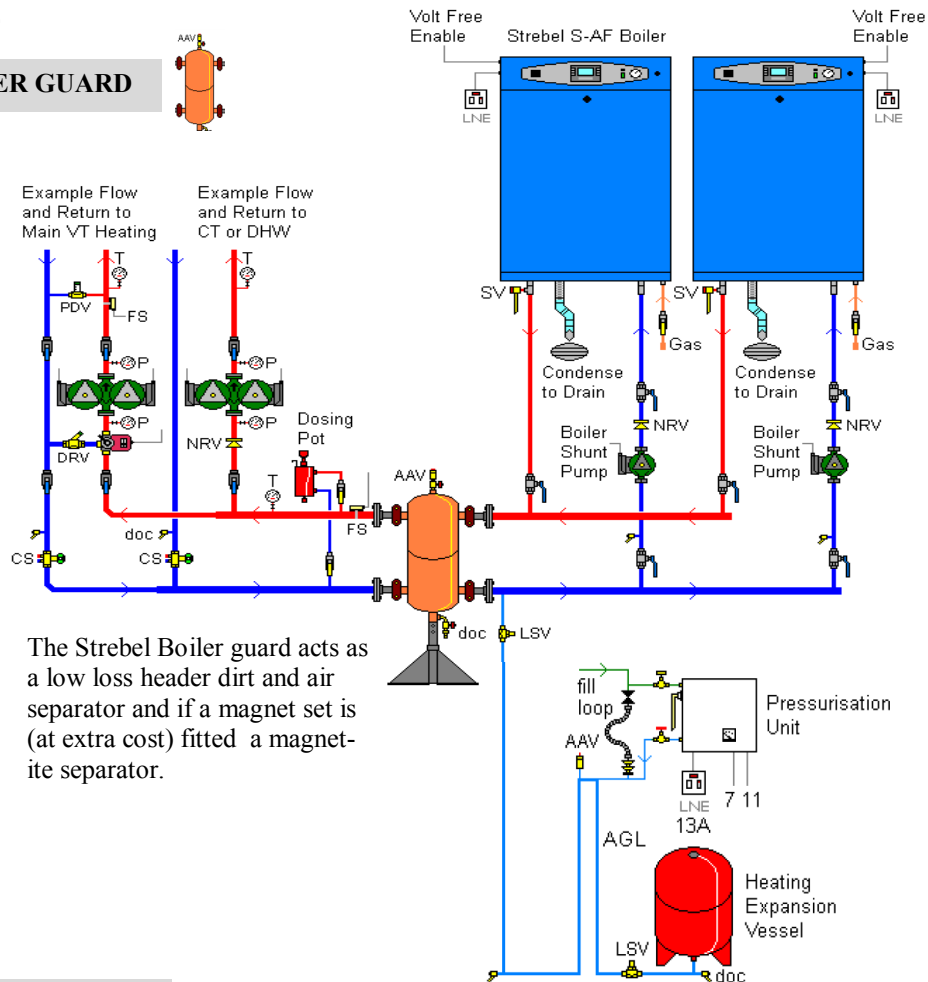 Volt Free
Enable
Strebel S-AF Boiler
Volt Free
Enable
AAV
ER GUARD
LNE
LNE
Example Flow
and Return to
Main VT Heating
Example Flow
and Return to
CT or DHW
T
T
PDV
FS
SV
SV
Gas
Gas
Condense
to Drain
Condense
to Drain
P
P
P
P
Dosing
Pot
NRV
DRV
NRV
NRV
Boiler
Shunt
Pump
Boiler
Shunt
Pump
AAV
T
FS
doc
CS
CS
doc
LSV
The Strebel Boiler guard acts as
a low loss header dirt and air
separator and if a magnet set is
(at extra cost) fitted a magnet-
ite separator.
fill
loop
Pressurisation
Unit
AAV
LNE
13A
7 11
AGL
Heating
Expansion
Vessel
LSV
doc